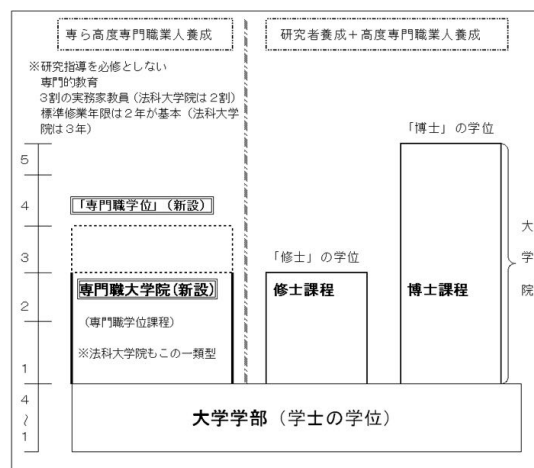 専ら高度専門職業人養成
研究者養成＋高度専門職業人養成
※研究指導を必修としない
専門的教育
３割の実務家教員（法科大学院は２割）
標準修業年限は２年が基本（法科大学
院は３年）
「博士」の学位
5
4
3
2
1
4
～
1
「専門職学位」（新設）
「修士」の学位
専門職大学院(新設)
（専門職学位課程）
※法科大学院もこの一類型
修士課程
博士課程
大
学
院
大学学部（学士の学位）